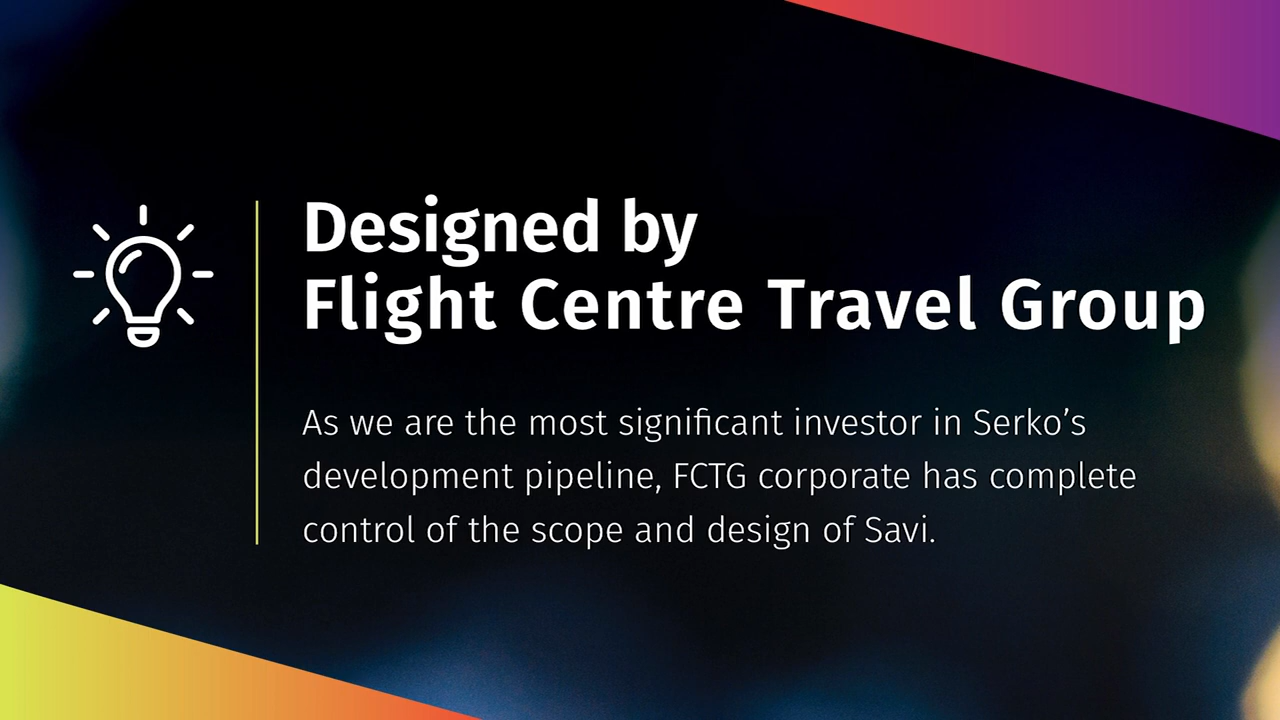 Designed by
Flight Centre Travel Group
As we are the most significant investor in Serko’s
development pipeline, FCTG corporate has complete
control of the scope and design of Savi.